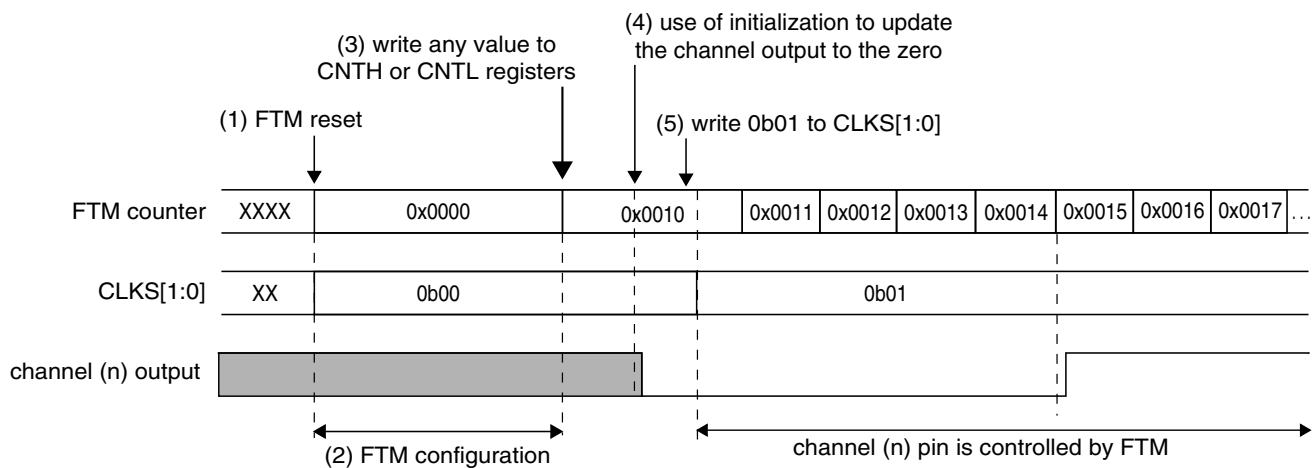 (4) use of initialization to update
the channel output to the zero
(3) write any value to
CNTH or CNTL registers
(1) FTM reset
(5) write 0b01 to CLKS[1:0]
FTM counter XXXX 0x0000 0x0010 0x0011 0x0012 0x0013 0x0014 0x0015 0x0016 0x0017 ...
CLKS[1:0] XX 0b00 0b01
channel (n) output
(2) FTM configuration
channel (n) pin is controlled by FTM